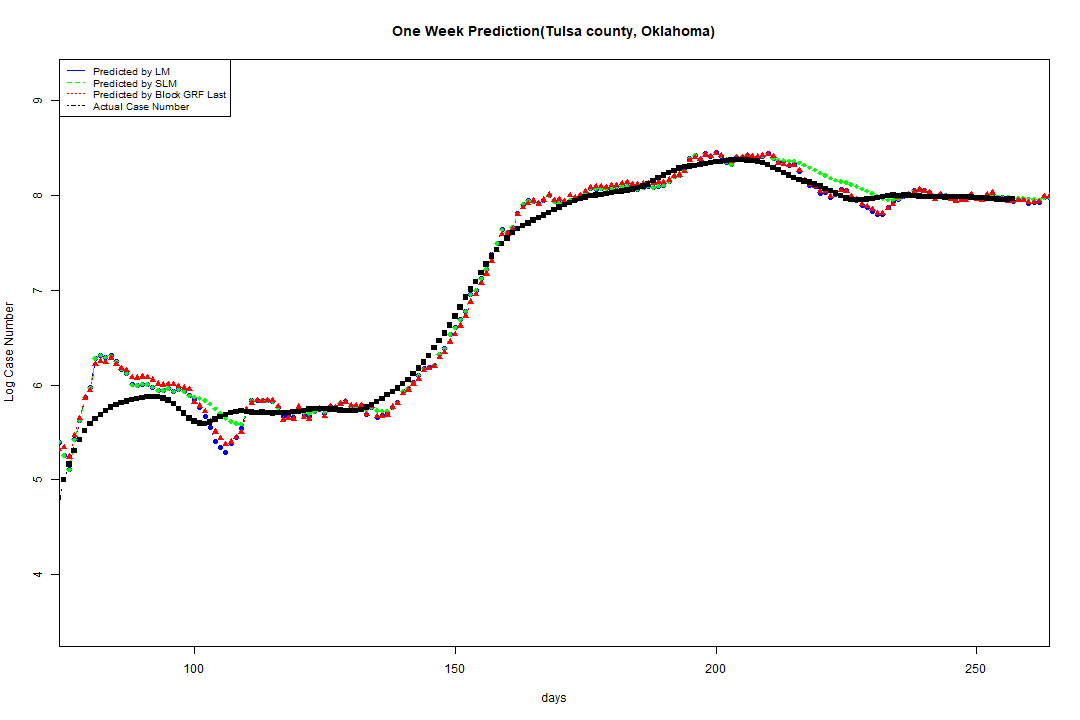 One Week Prediction(Tulsa county, Oklahoma)
Predicted by LM
Predicted by SLM
Predicted by Block GRF Last
Actual Case Number
9
8
7
6
5
4
Log Case Number
100 150 200 250
days